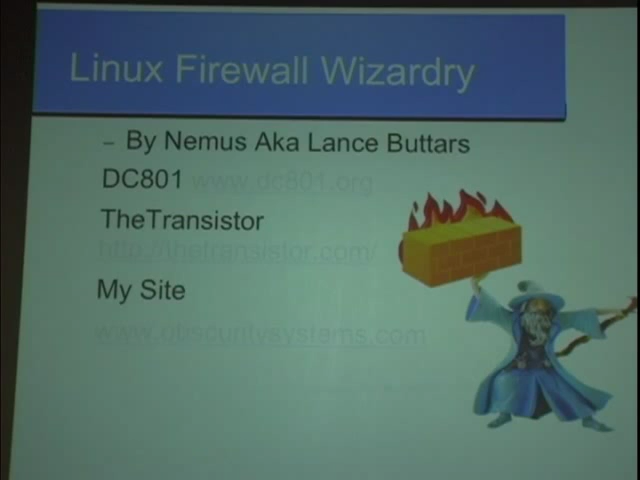 Linux Firewall Wizardry
– By Nemus Aka Lance Buttars
DC801 www.dc801.org
TheTransistor
http://thetransistor.com/
My Site
www.obscuritysystems.com